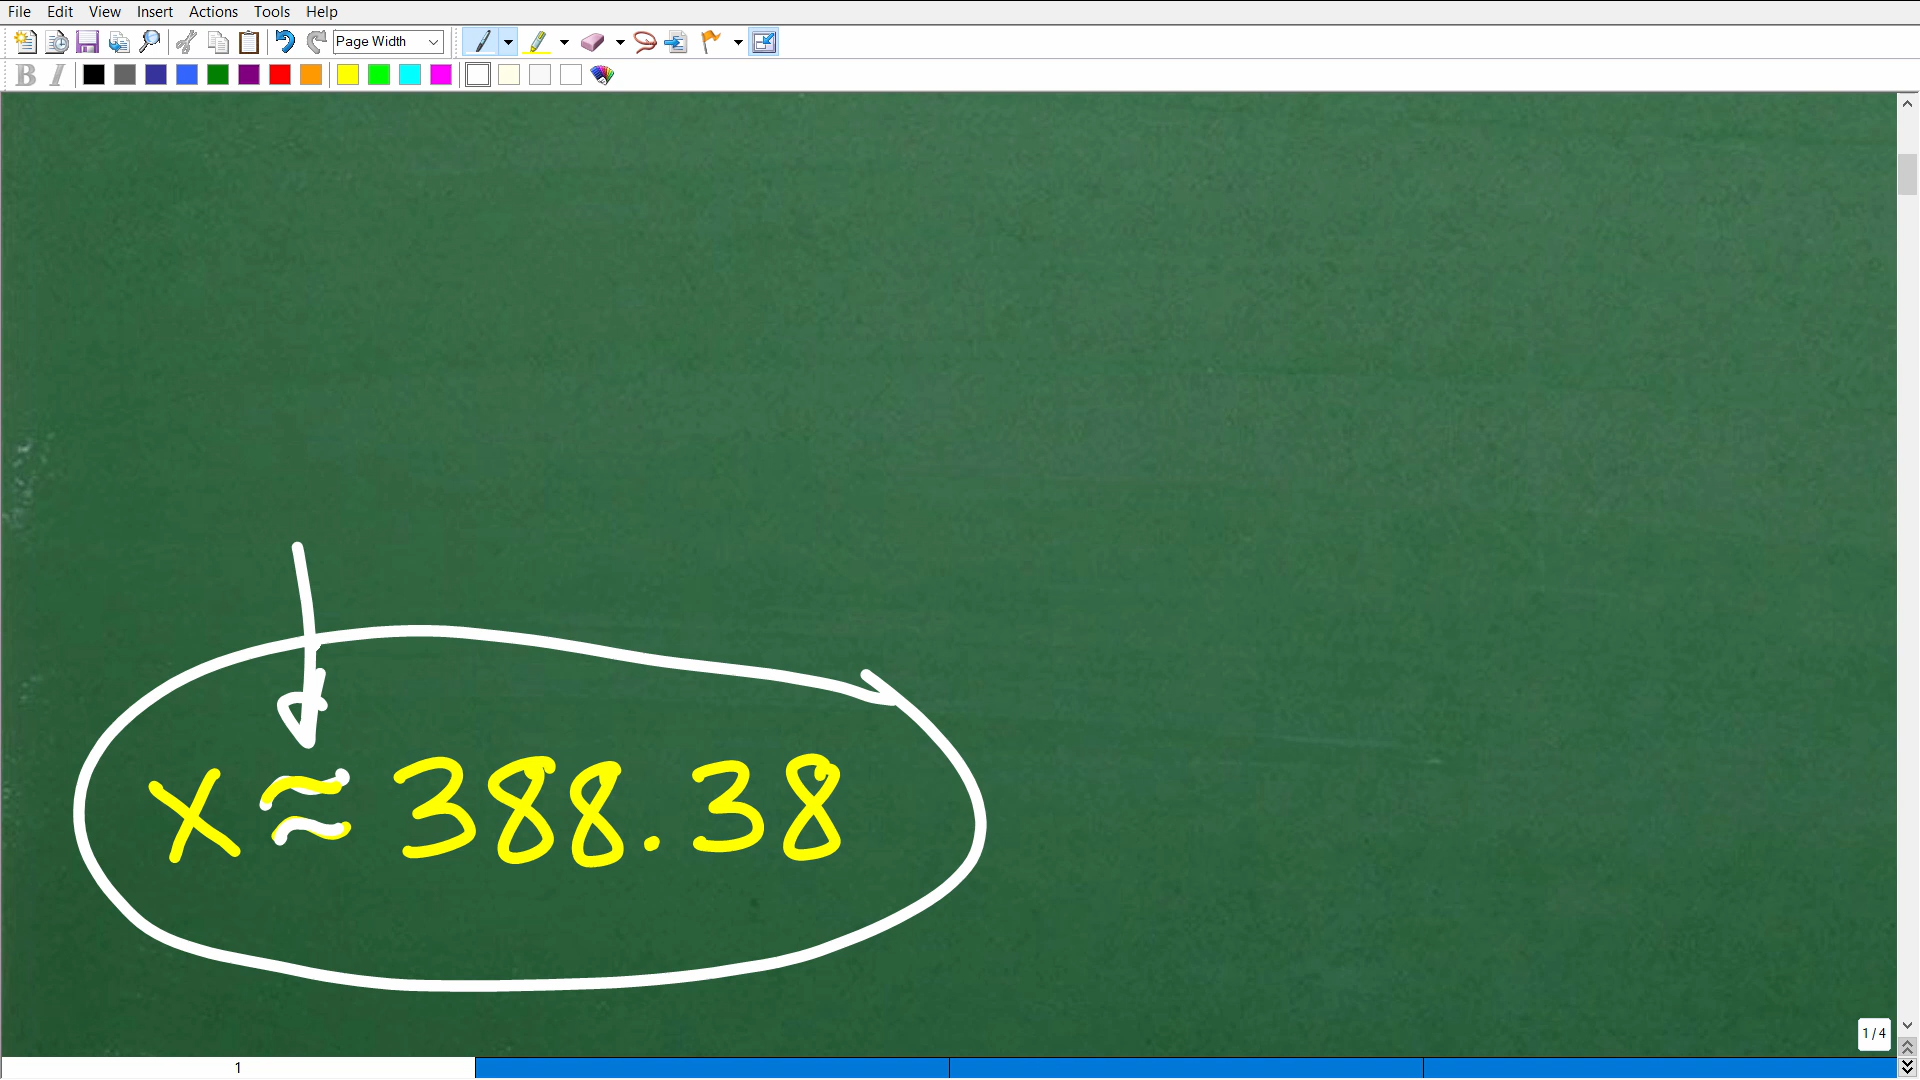 File Edit View Insert Actions Tools Help
Page Width
B I
x ≈ 388.38
1 / 4
1